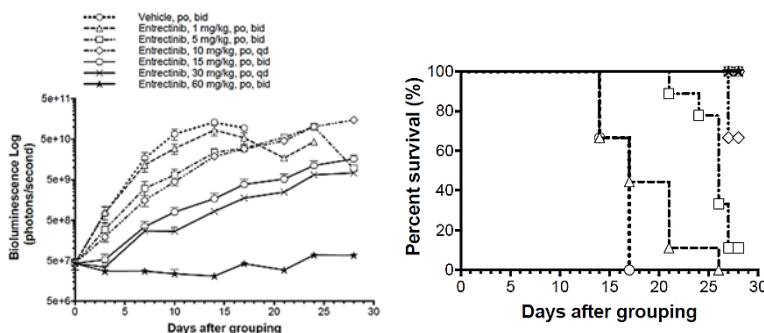 Vehicle, po, bid
Entrectinib, 1 mg/kg, po, bid
Entrectinib, 5 mg/kg, po, bid
Entrectinib, 10 mg/kg, po, qd
Entrectinib, 15 mg/kg, po, bid
Entrectinib, 30 mg/kg, po, qd
Entrectinib, 60 mg/kg, po, bid
Bioluminescence Log
(photons/second)
5e+11
5e+10
5e+9
5e+8
5e+7
5e+6
0 5 10 15 20 25 30
Days after grouping
Percent survival (%)
100
80
60
40
20
0
0 5 10 15 20 25 30
Days after grouping